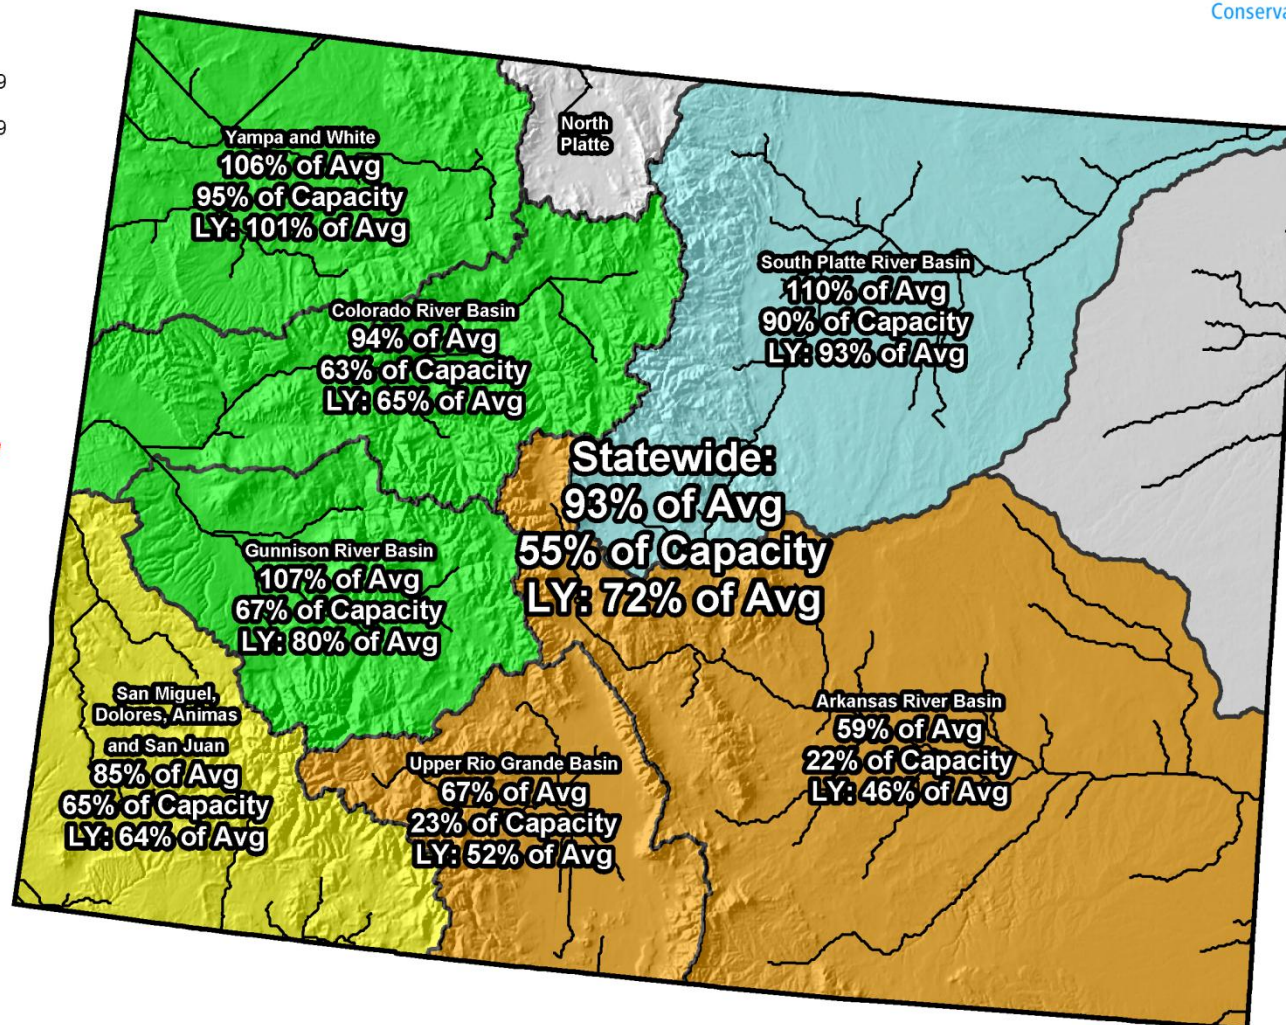 Conserva
9
9
North
Platte
Yampa and White
106% of Avg
95% of Capacity
LY: 101% of Avg
South Platte River Basin
110% of Avg
90% of Capacity
LY: 93% of Avg
Colorado River Basin
94% of Avg
63% of Capacity
LY: 65% of Avg
Statewide:
93% of Avg
55% of Capacity
LY: 72% of Avg
Gunnison River Basin
107% of Avg
67% of Capacity
LY: 80% of Avg
San Miguel,
Dolores, Animas
and San Juan
85% of Avg
65% of Capacity
LY: 64% of Avg
Upper Rio Grande Basin
67% of Avg
23% of Capacity
LY: 52% of Avg
Arkansas River Basin
59% of Avg
22% of Capacity
LY: 46% of Avg